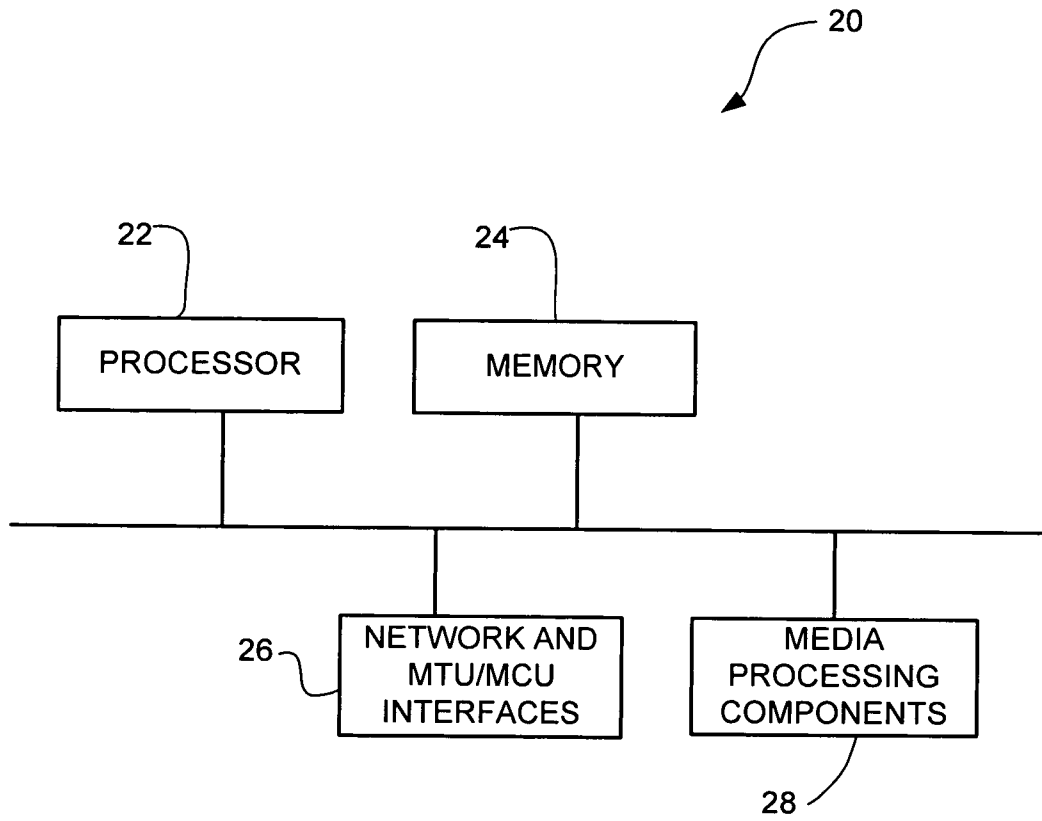 20
22
24
PROCESSOR
MEMORY
26
NETWORK AND
MTU/MCU
INTERFACES
MEDIA
PROCESSING
COMPONENTS
28